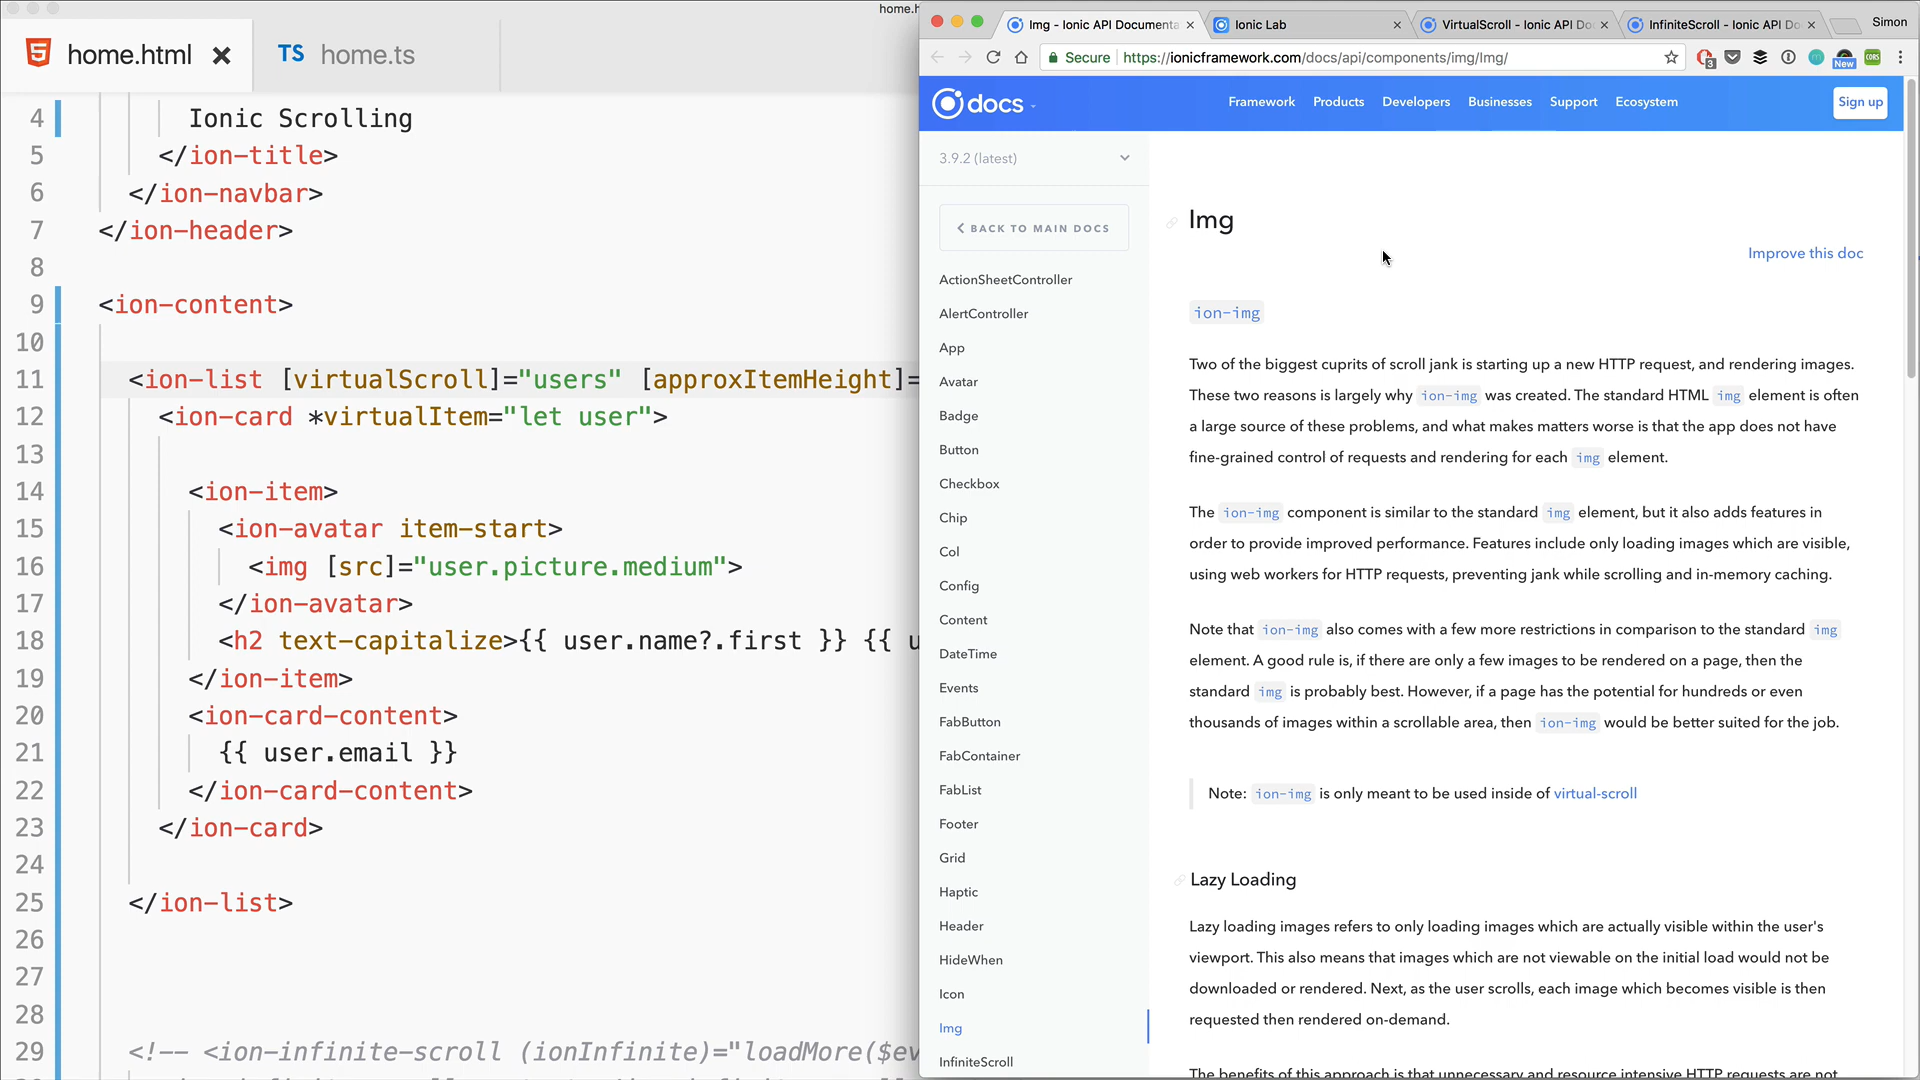 home.h
home.html
TS home.ts
4 Ionic Scrolling
5 </ion-title>
6 </ion-navbar>
7 </ion-header>
8
9 <ion-content>
10
11 <ion-list [virtualScroll]="users" [approxItemHeight]=
12 <ion-card *virtualItem="let user">
13
14 <ion-item>
15 <ion-avatar item-start>
16 <img [src]="user.picture.medium">
17 </ion-avatar>
18 <h2 text-capitalize>{{ user.name?.first }} {{ u
19 </ion-item>
20 <ion-card-content>
21 {{ user.email }}
22 </ion-card-content>
23 </ion-card>
24
25 </ion-list>
26
27
28
29 <!-- <ion-infinite-scroll (ionInfinite)="loadMore($ev
Img - Ionic API Documenta
Ionic Lab
VirtualScroll - Ionic API Do
InfiniteScroll - Ionic API Do
Simon
Secure https://ionicframework.com/docs/api/components/img/Img/
3
New
CORS
docs
Framework Products Developers Businesses Support Ecosystem
Sign up
3.9.2 (latest)
BACK TO MAIN DOCS
ActionSheetController
AlertController
App
Avatar
Badge
Button
Checkbox
Chip
Col
Config
Content
DateTime
Events
FabButton
FabContainer
FabList
Footer
Grid
Haptic
Header
HideWhen
Icon
Img
InfiniteScroll
Img
Improve this doc
ion-img
Two of the biggest cuprits of scroll jank is starting up a new HTTP request, and rendering images.
These two reasons is largely why ion-img was created. The standard HTML img element is often
a large source of these problems, and what makes matters worse is that the app does not have
fine-grained control of requests and rendering for each img element.
The ion-img component is similar to the standard img element, but it also adds features in
order to provide improved performance. Features include only loading images which are visible,
using web workers for HTTP requests, preventing jank while scrolling and in-memory caching.
Note that ion-img also comes with a few more restrictions in comparison to the standard img
element. A good rule is, if there are only a few images to be rendered on a page, then the
standard img is probably best. However, if a page has the potential for hundreds or even
thousands of images within a scrollable area, then ion-img would be better suited for the job.
Note: ion-img is only meant to be used inside of virtual-scroll
Lazy Loading
Lazy loading images refers to only loading images which are actually visible within the user's
viewport. This also means that images which are not viewable on the initial load would not be
downloaded or rendered. Next, as the user scrolls, each image which becomes visible is then
requested then rendered on-demand.
The benefits of this approach is that unnecessary and resource intensive HTTP requests are not